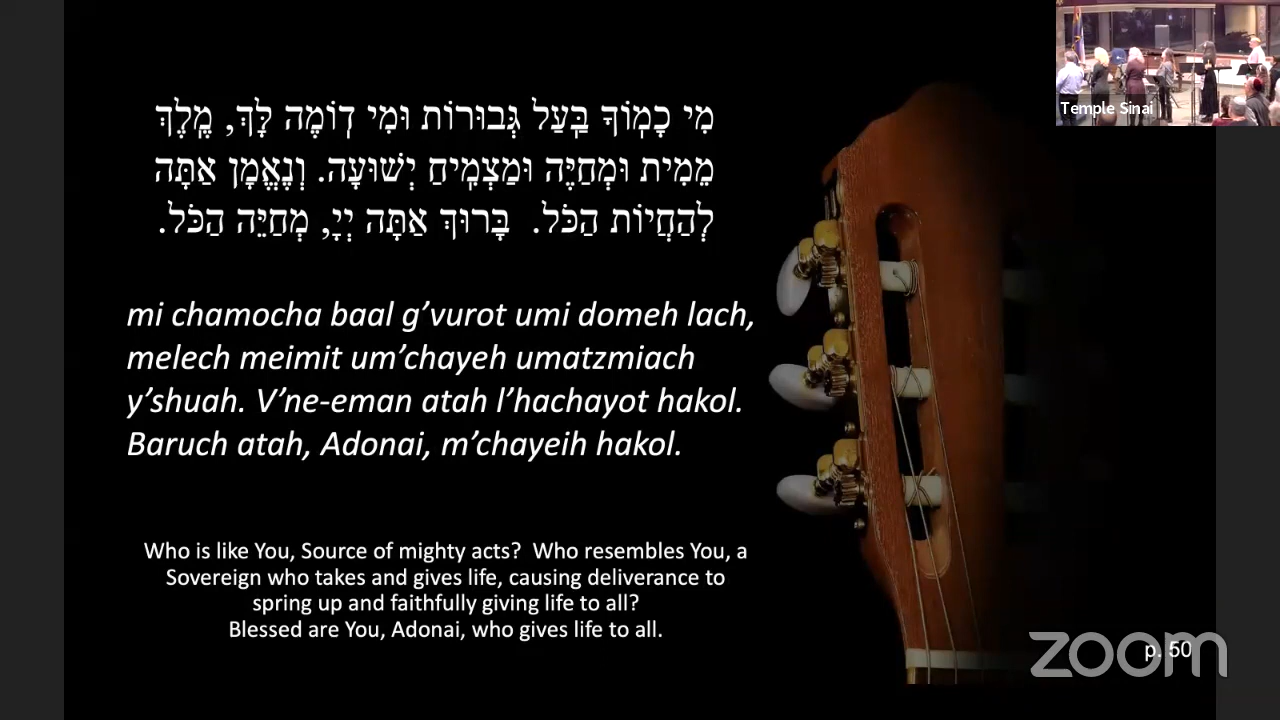 Temple Sinai
מִי כָמֽוֹךָ בַּֽעַל גְּבוּרוֹת וּמִי דֽוֹמֶה לָּךְ, מֶֽלֶךְ
מֵמִית וּמְחַיֶּה וּמַצְמִֽיחַ יְשׁוּעָה. וְנֶאֱמָן אַתָּה
לְהַחֲיוֹת הַכֹּל. בָּרוּךְ אַתָּה יְיָ, מְחַיֵּה הַכֹּל.
mi chamocha baal g’vurot umi domeh lach,
melech meimit um’chayeh umatzmiach
y’shuah. V’ne-eman atah l’hachayot hakol.
Baruch atah, Adonai, m’chayeih hakol.
Who is like You, Source of mighty acts? Who resembles You, a
Sovereign who takes and gives life, causing deliverance to
spring up and faithfully giving life to all?
Blessed are You, Adonai, who gives life to all.
p. 50
zoom